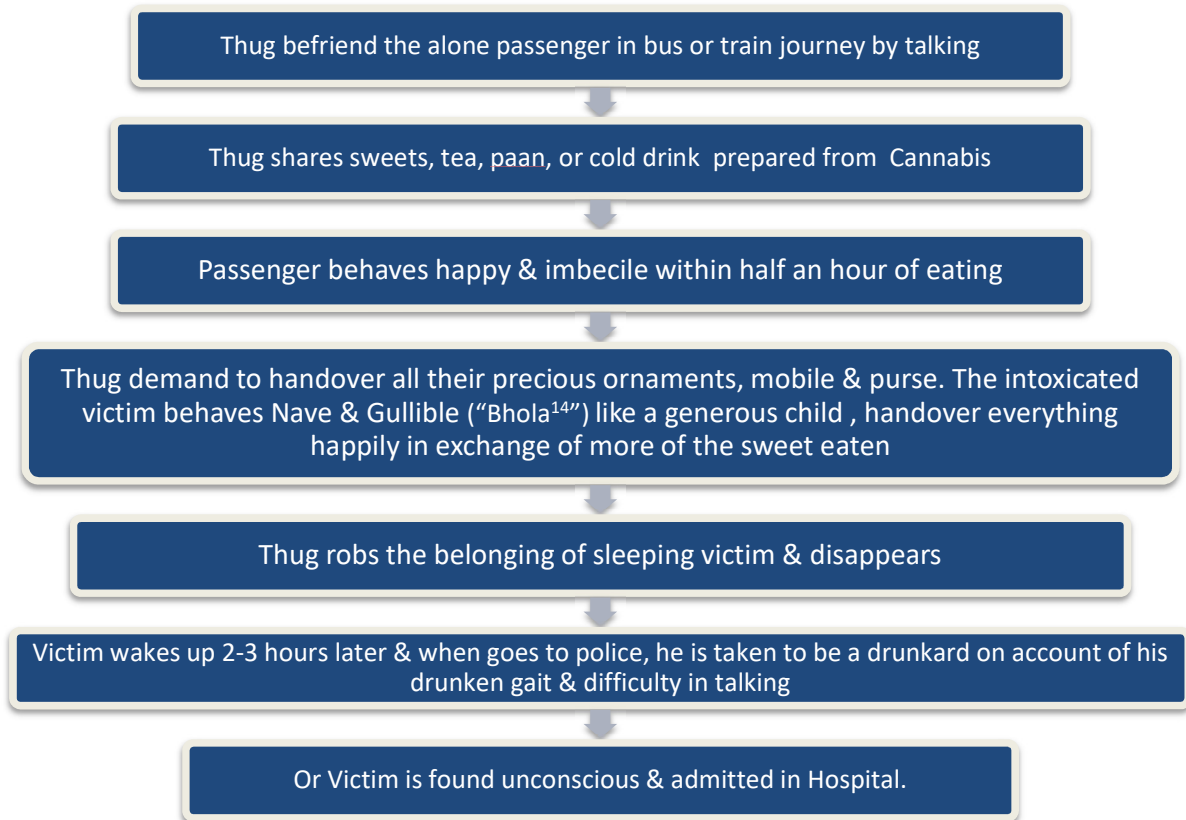 Thug befriend the alone passenger in bus or train journey by talking
Thug shares sweets, tea, paan, or cold drink  prepared from  Cannabis
Passenger behaves happy & imbecile within half an hour of eating
Thug demand to handover all their precious ornaments, mobile & purse. The intoxicated
victim behaves Nave & Gullible (“Bhola¹⁴”) like a generous child , handover everything
happily in exchange of more of the sweet eaten
Thug robs the belonging of sleeping victim & disappears
Victim wakes up 2-3 hours later & when goes to police, he is taken to be a drunkard on account of his
drunken gait & difficulty in talking
Or Victim is found unconscious & admitted in Hospital.